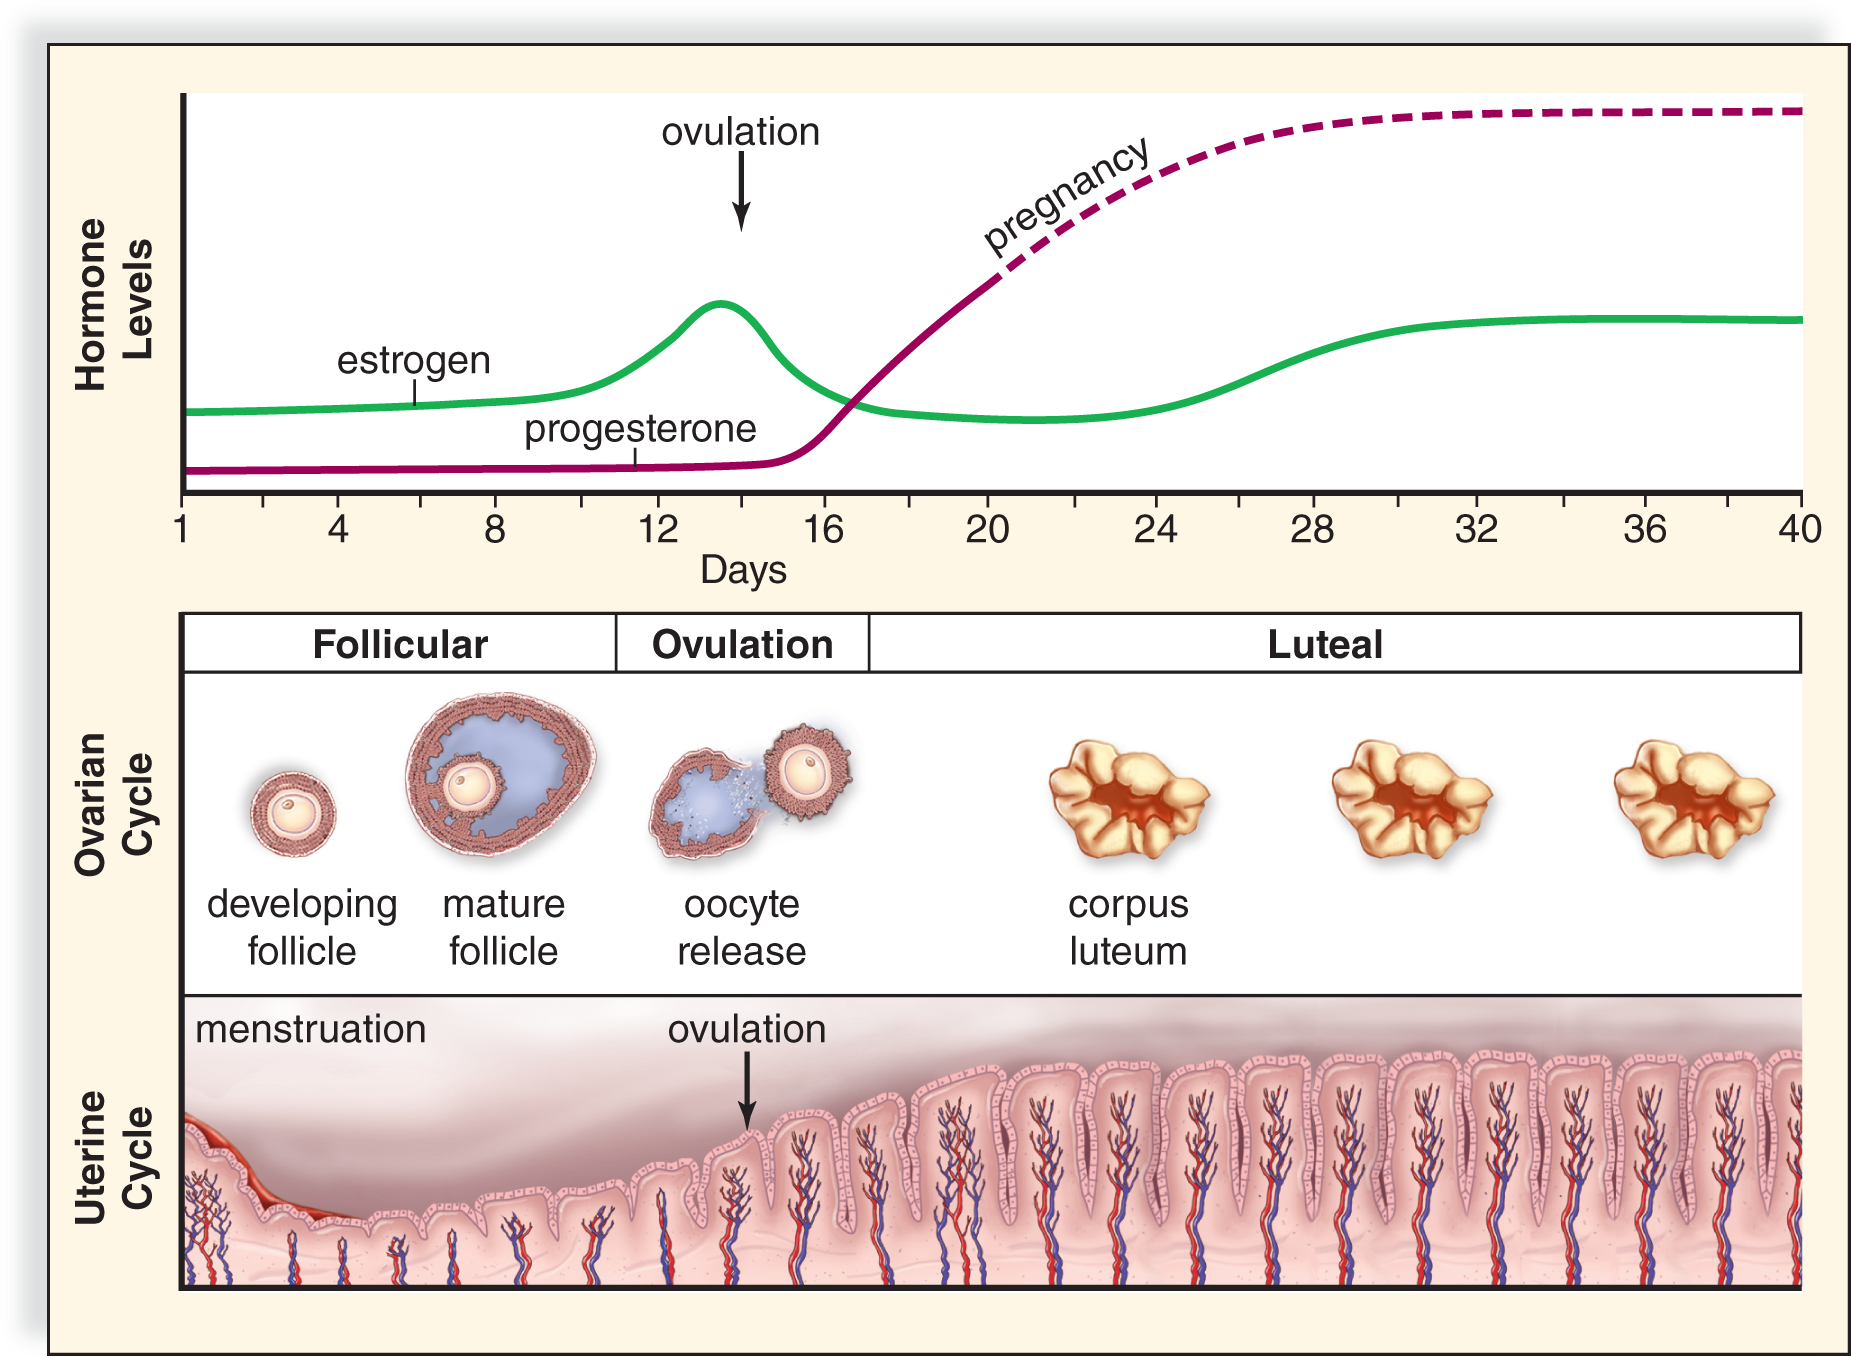 Hormone
Levels
ovulation
pregnancy
estrogen
progesterone
1 4 8 12 16 20 24 28 32 36 40
Days
Follicular Ovulation Luteal
Ovarian
Cycle
developing
follicle
mature
follicle
oocyte
release
corpus
luteum
Uterine
Cycle
menstruation
ovulation